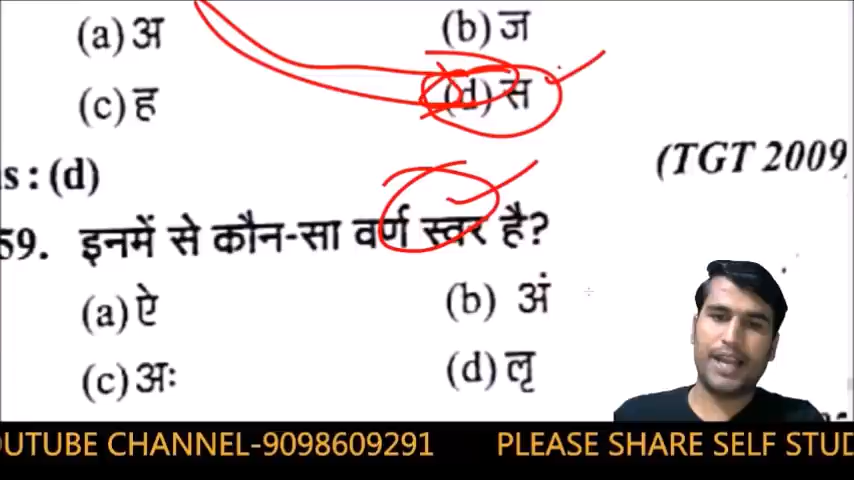 (a) अ (b) ज
(c) ह (d) स
s : (d)
(TGT 2009
59. इनमें से कौन-सा वर्ण स्वर है?
(a) ऐ (b) अं
(c) अः (d) लृ
OUTUBE CHANNEL-9098609291 PLEASE SHARE SELF STUD